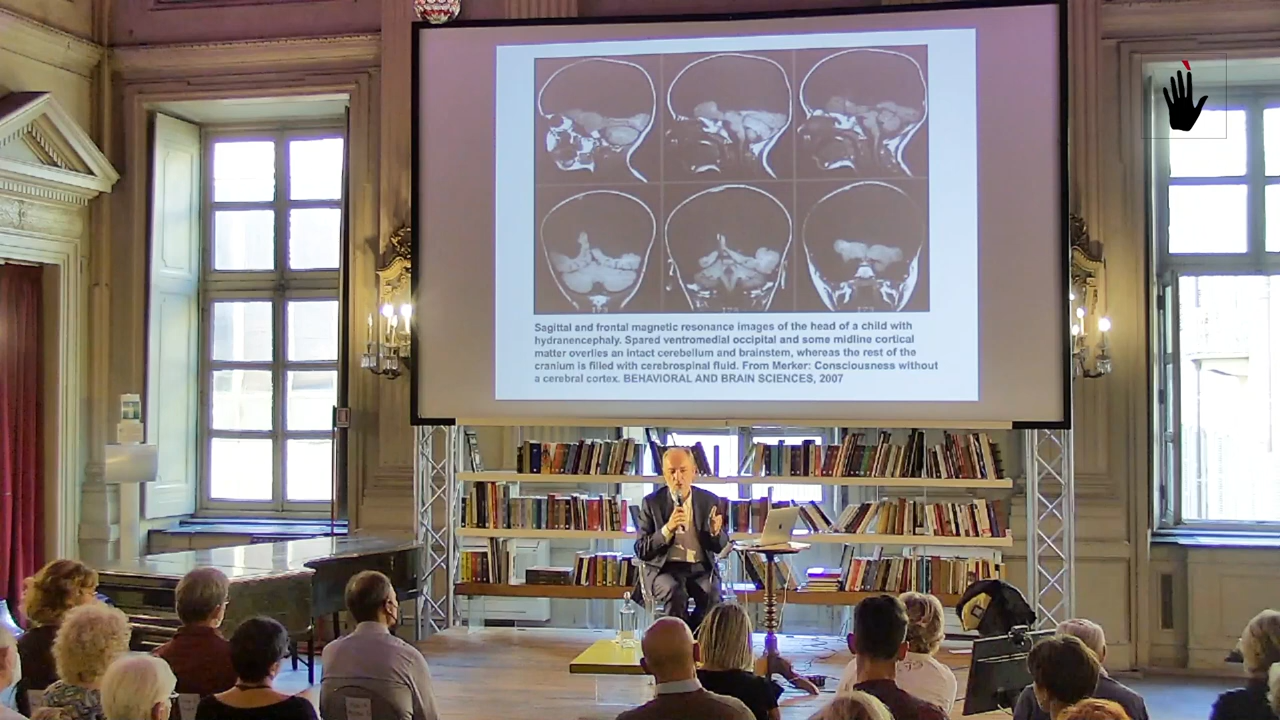 Sagittal and frontal magnetic resonance images of the head of a child with
hydranencephaly. Spared ventromedial occipital and some midline cortical
matter overlies an intact cerebellum and brainstem, whereas the rest of the
cranium is filled with cerebrospinal fluid. From Merker: Consciousness without
a cerebral cortex. BEHAVIORAL AND BRAIN SCIENCES, 2007